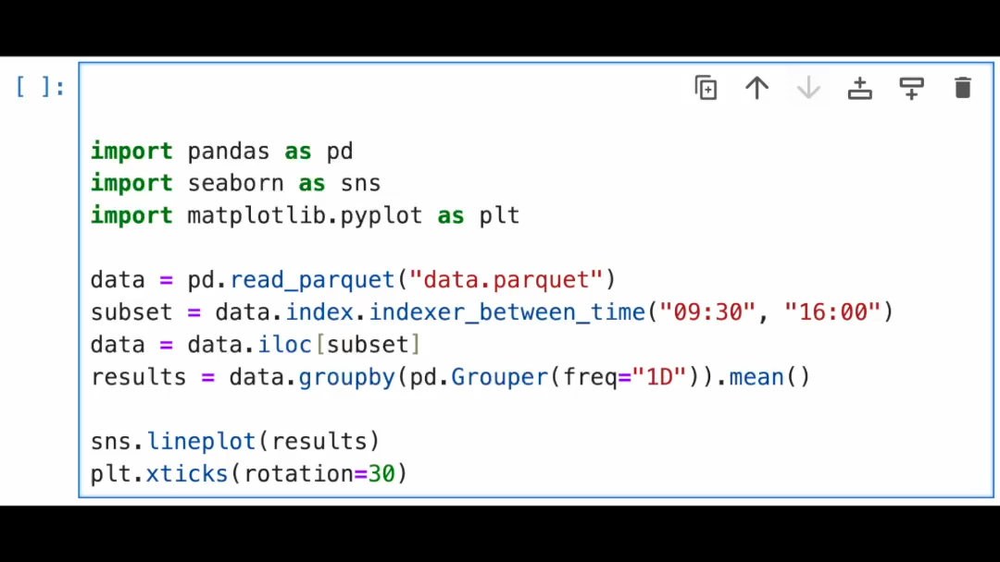 [ ]:
import pandas as pd
import seaborn as sns
import matplotlib.pyplot as plt
data = pd.read_parquet("data.parquet")
subset = data.index.indexer_between_time("09:30", "16:00")
data = data.iloc[subset]
results = data.groupby(pd.Grouper(freq="1D")).mean()
sns.lineplot(results)
plt.xticks(rotation=30)